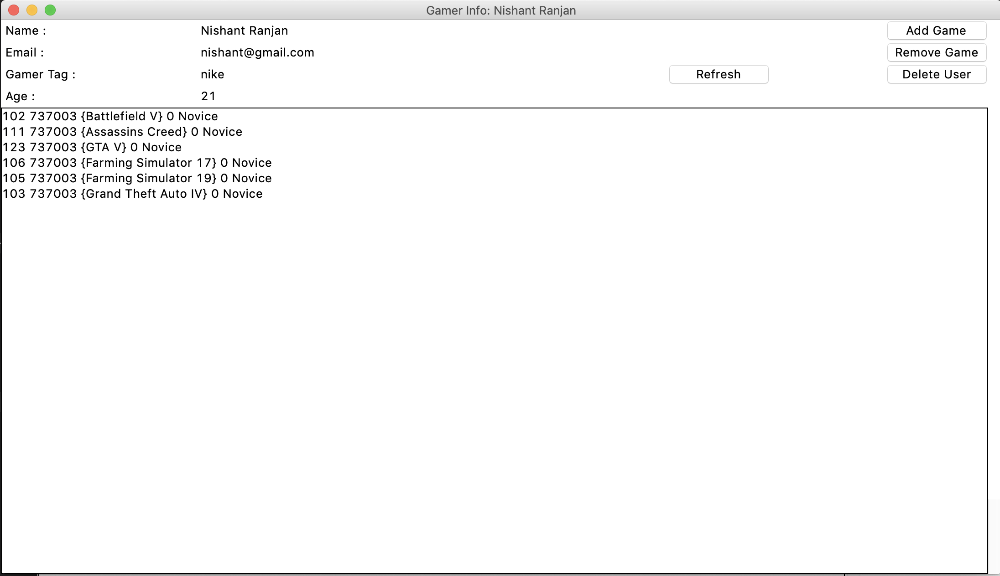 Gamer Info: Nishant Ranjan
Name : Nishant Ranjan Add Game
Email : nishant@gmail.com Remove Game
Gamer Tag : nike Refresh Delete User
Age : 21
102 737003 {Battlefield V} 0 Novice
111 737003 {Assassins Creed} 0 Novice
123 737003 {GTA V} 0 Novice
106 737003 {Farming Simulator 17} 0 Novice
105 737003 {Farming Simulator 19} 0 Novice
103 737003 {Grand Theft Auto IV} 0 Novice